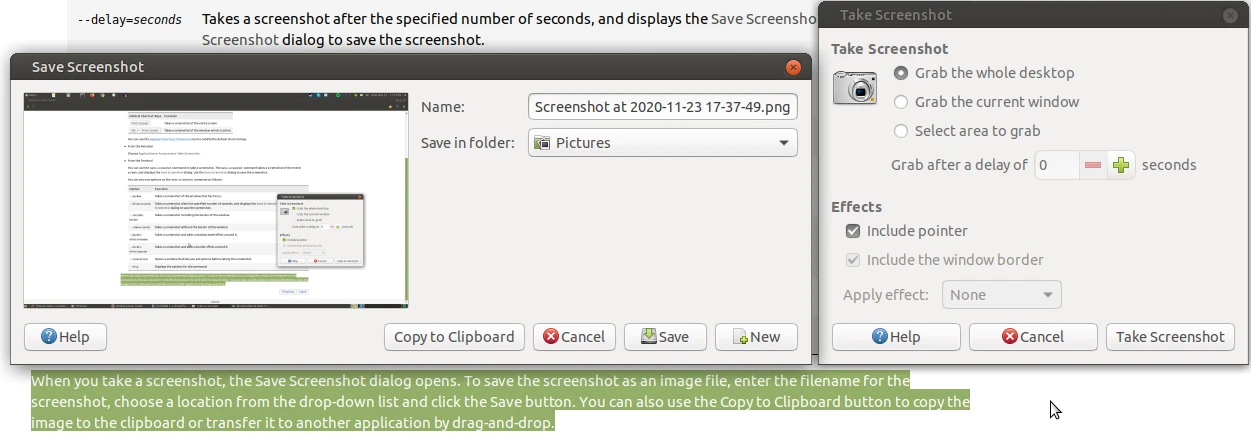 --delay=seconds Takes a screenshot after the specified number of seconds, and displays the Save Screensho
Screenshot dialog to save the screenshot.
Save Screenshot
Name: Screenshot at 2020-11-23 17-37-49.png
Save in folder: Pictures
Help Copy to Clipboard Cancel Save New
Take Screenshot
Take Screenshot
Grab the whole desktop
Grab the current window
Select area to grab
Grab after a delay of 0 seconds
Effects
Include pointer
Include the window border
Apply effect: None
Help Cancel Take Screenshot
When you take a screenshot, the Save Screenshot dialog opens. To save the screenshot as an image file, enter the filename for the
screenshot, choose a location from the drop-down list and click the Save button. You can also use the Copy to Clipboard button to copy the
image to the clipboard or transfer it to another application by drag-and-drop.